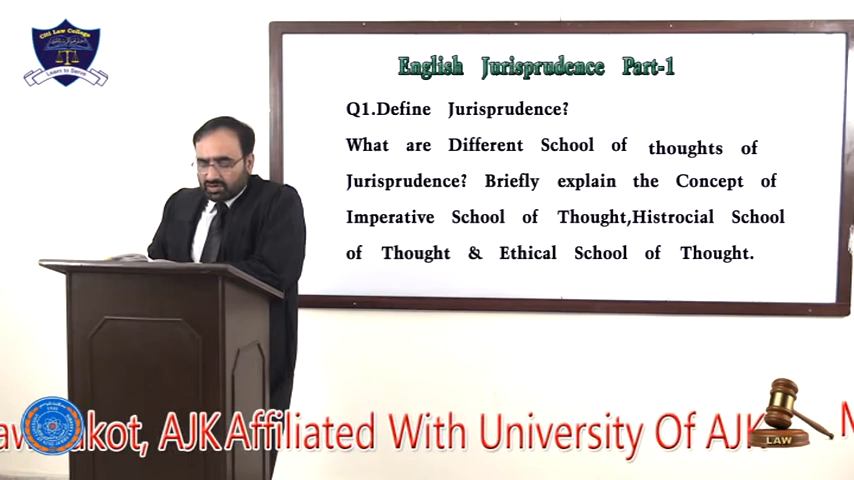 Citi Law College
Learn to Serve
English Jurisprudence Part-1
Q1.Define Jurisprudence?
What are Different School of thoughts of
Jurisprudence? Briefly explain the Concept of
Imperative School of Thought,Histrocial School
of Thought & Ethical School of Thought.
akot, AJK Affiliated With University Of AJK,
LAW